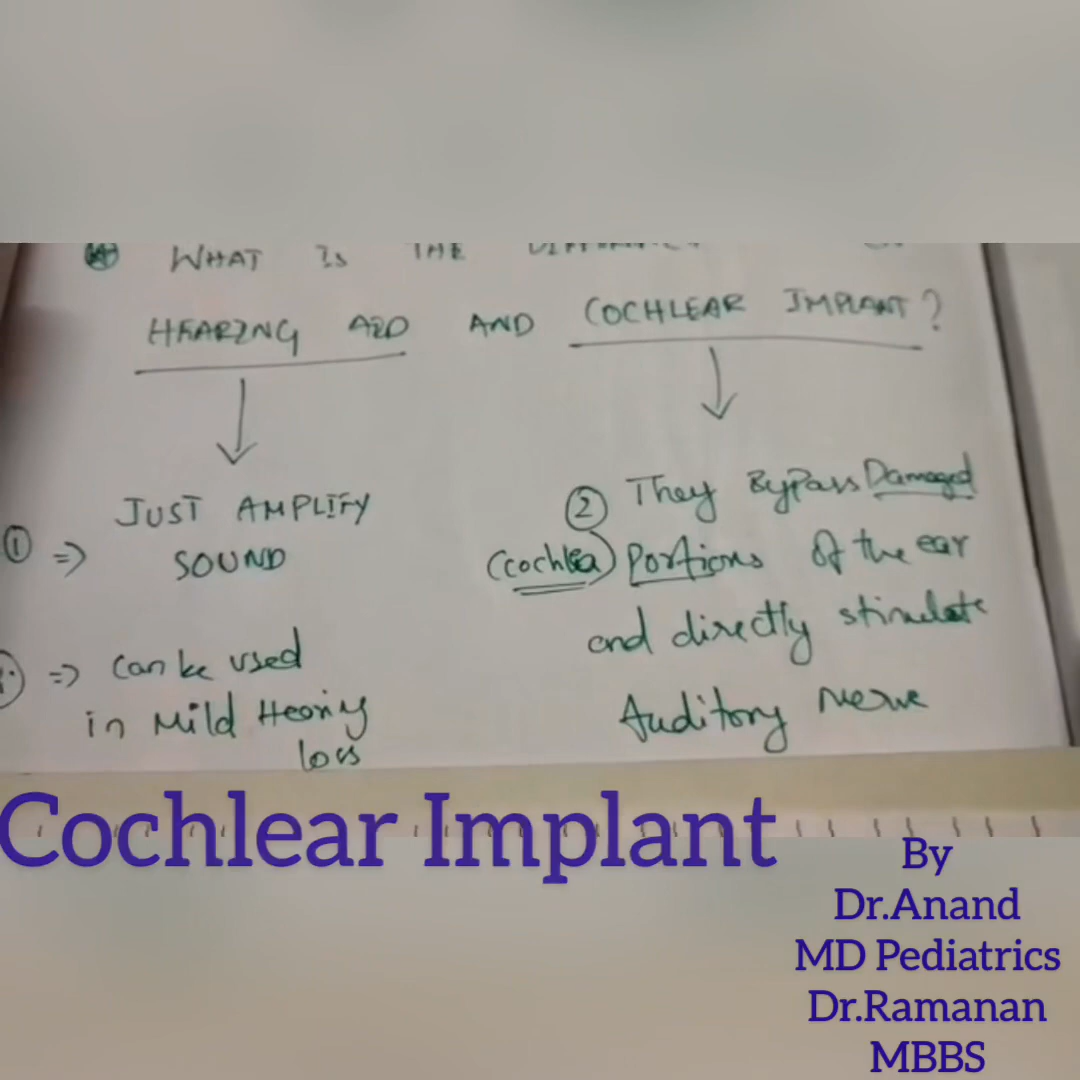 WHAT IS THE
HEARING AID AND COCHLEAR IMPLANT?
JUST AMPLIFY
① => SOUND
=> Can be used
in Mild Hearing
loss
② They Bypass Damaged
(cochlea) Portions of the ear
and directly stimulate
Auditory Nerve
Cochlear Implant
By
Dr.Anand
MD Pediatrics
Dr.Ramanan
MBBS